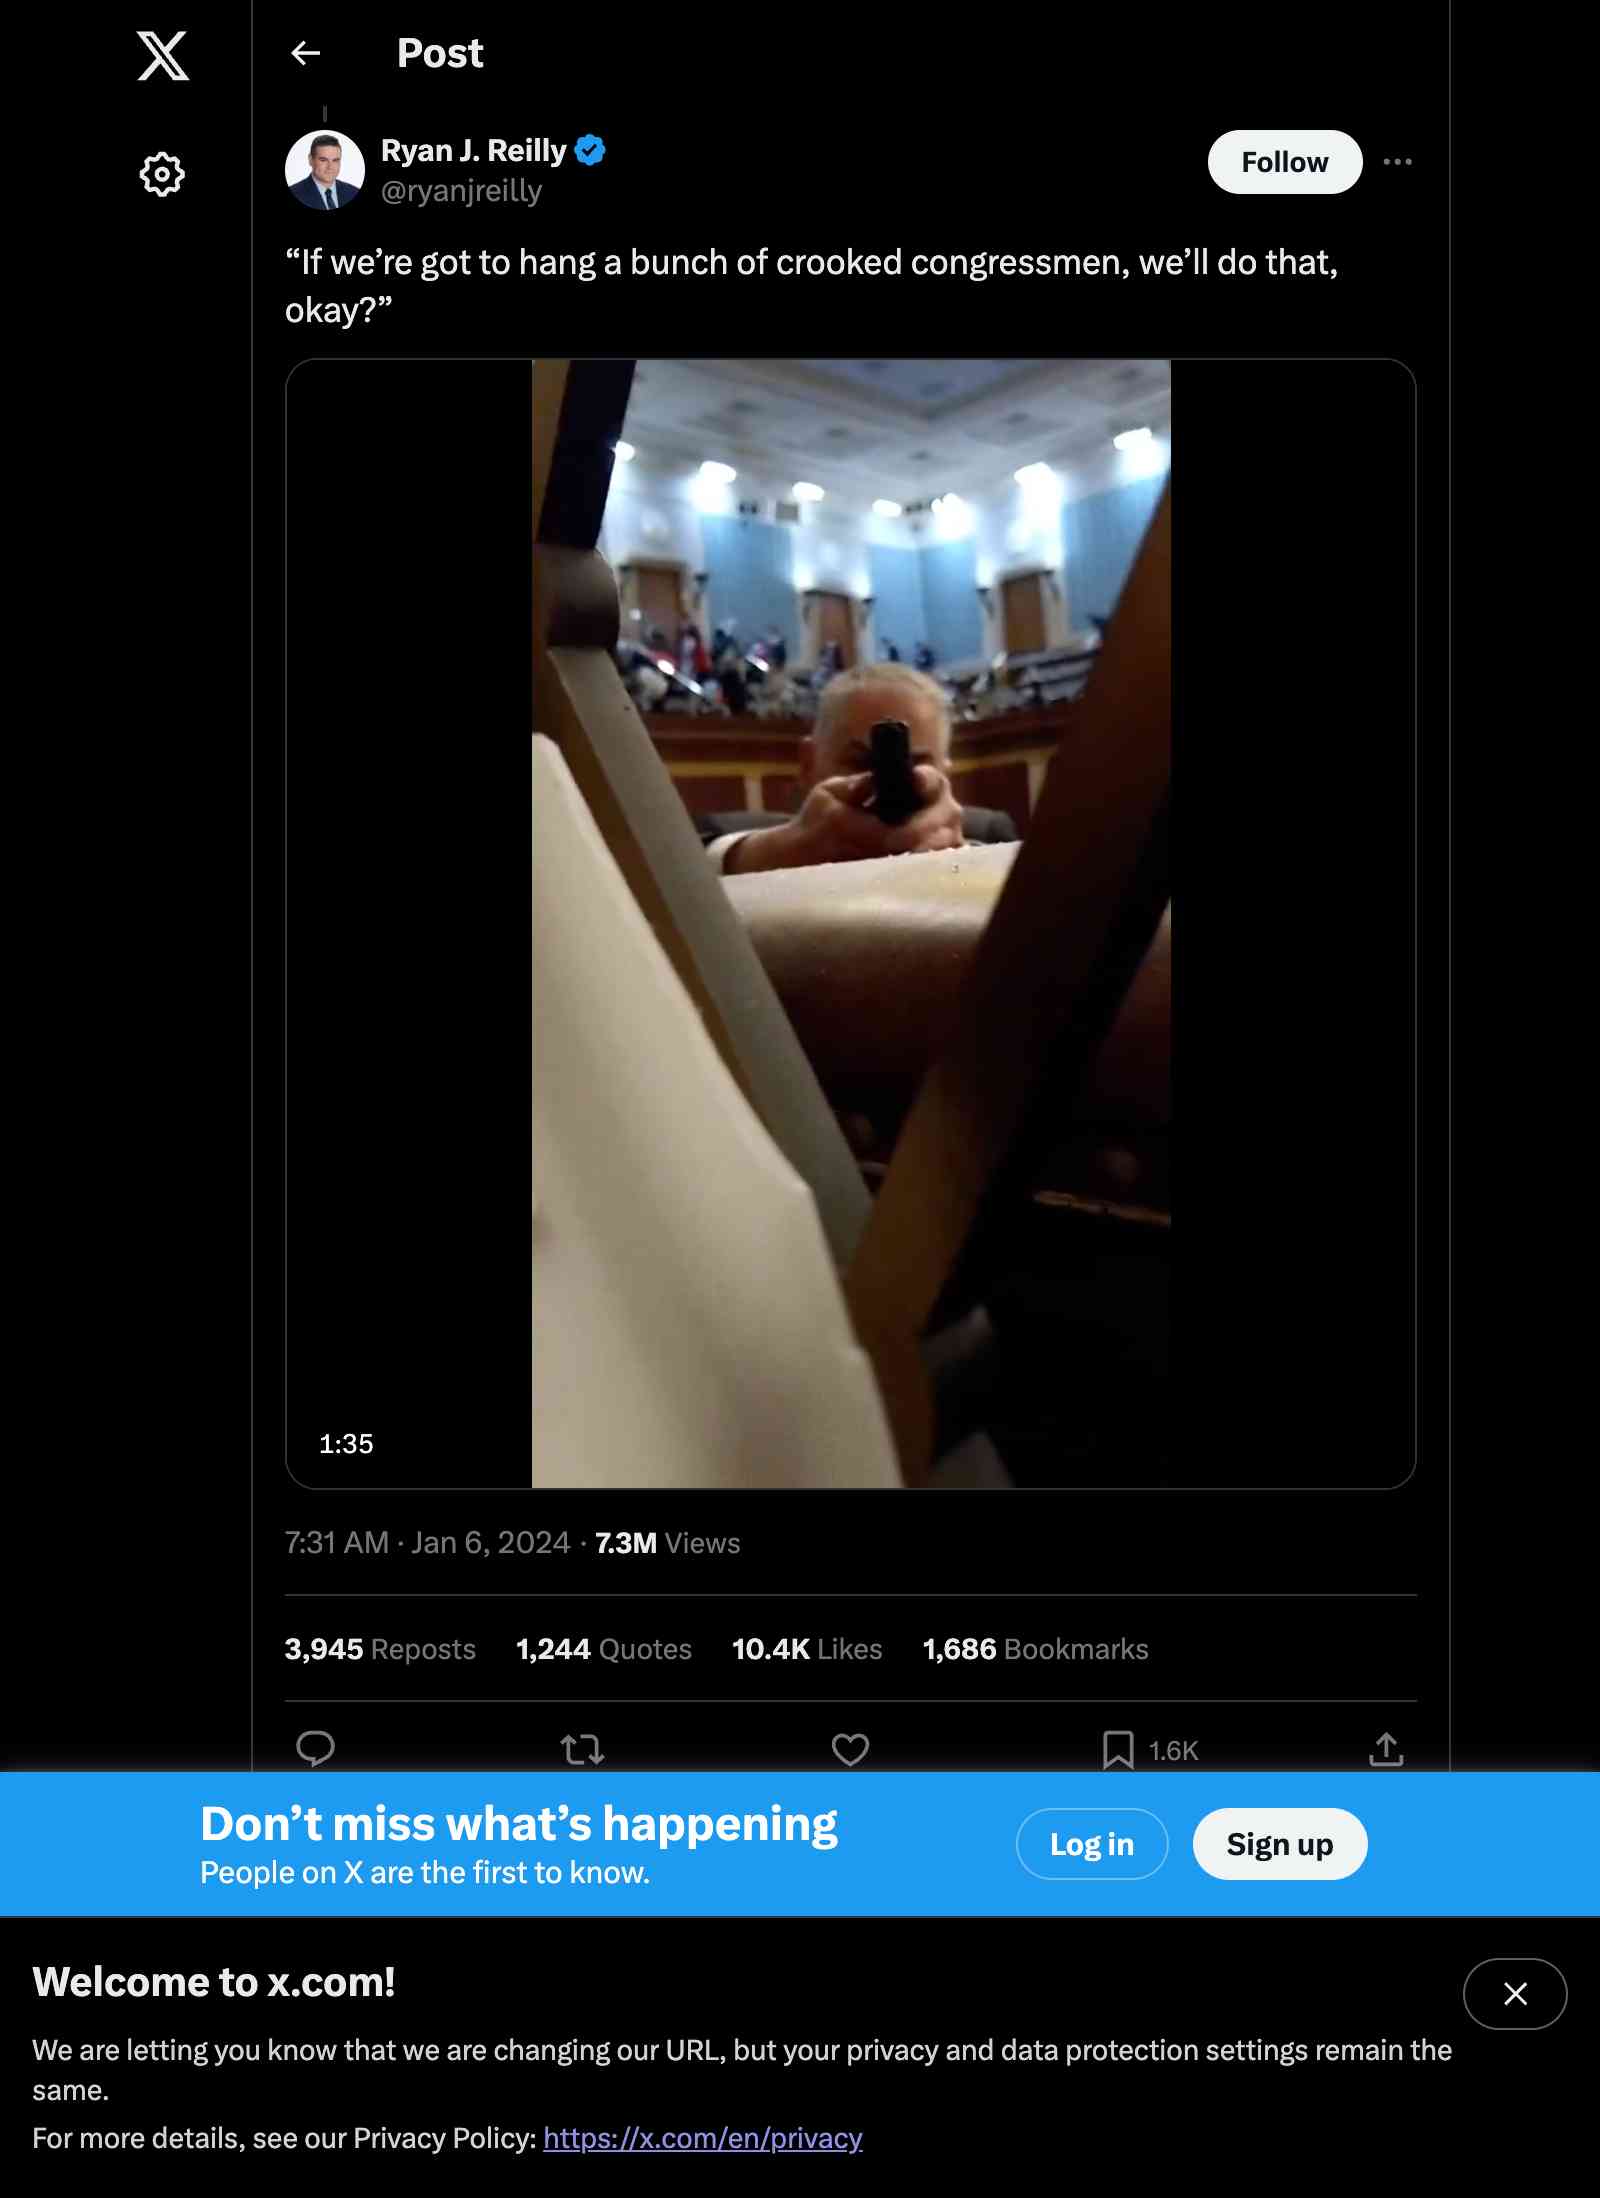 Post
Ryan J. Reilly
@ryanjreilly
Follow
“If we’re got to hang a bunch of crooked congressmen, we’ll do that,
okay?”
1:35
7:31 AM · Jan 6, 2024 · 7.3M Views
3,945 Reposts 1,244 Quotes 10.4K Likes 1,686 Bookmarks
1.6K
Don’t miss what’s happening
People on X are the first to know.
Log in
Sign up
Welcome to x.com!
We are letting you know that we are changing our URL, but your privacy and data protection settings remain the
same.
For more details, see our Privacy Policy: https://x.com/en/privacy